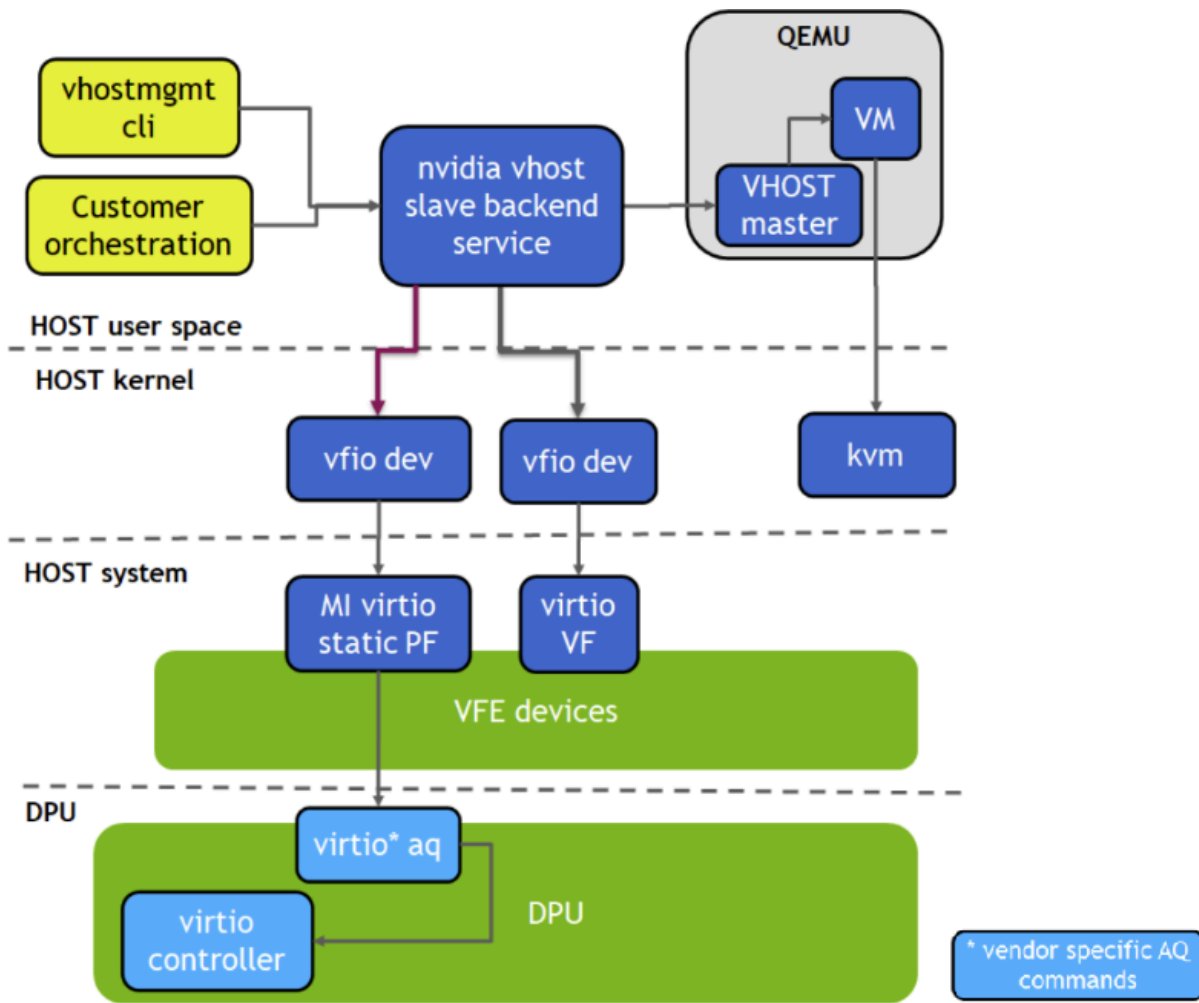 QEMU
vhostmgmt
cli
VM
nvidia vhost
slave backend
service
VHOST
master
Customer
orchestration
HOST user space
HOST kernel
vfio dev
vfio dev
kvm
HOST system
MI virtio
static PF
virtio
VF
VFE devices
DPU
virtio* aq
DPU
virtio
controller
* vendor specific AQ
commands